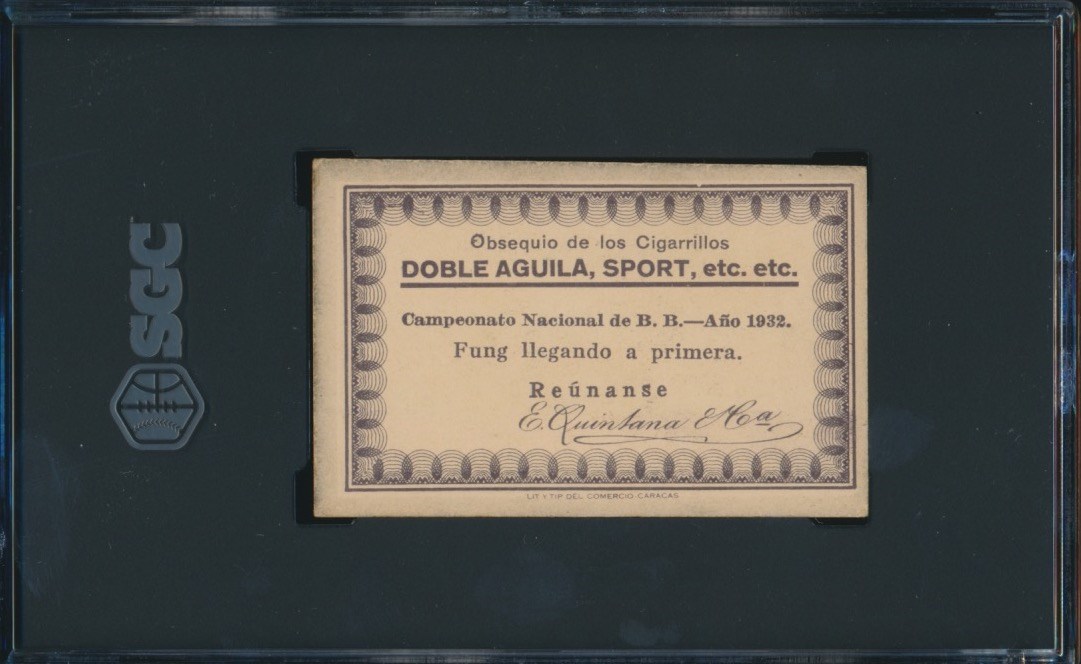 SGC
Obsequio de los Cigarrillos
DOBLE AGUILA, SPORT, etc. etc.
Campeonato Nacional de B. B.—Año 1932.
Fung llegando a primera.
Reúnanse
E. Quintana & Ca
LIT Y TIP DEL COMERCIO-CARACAS